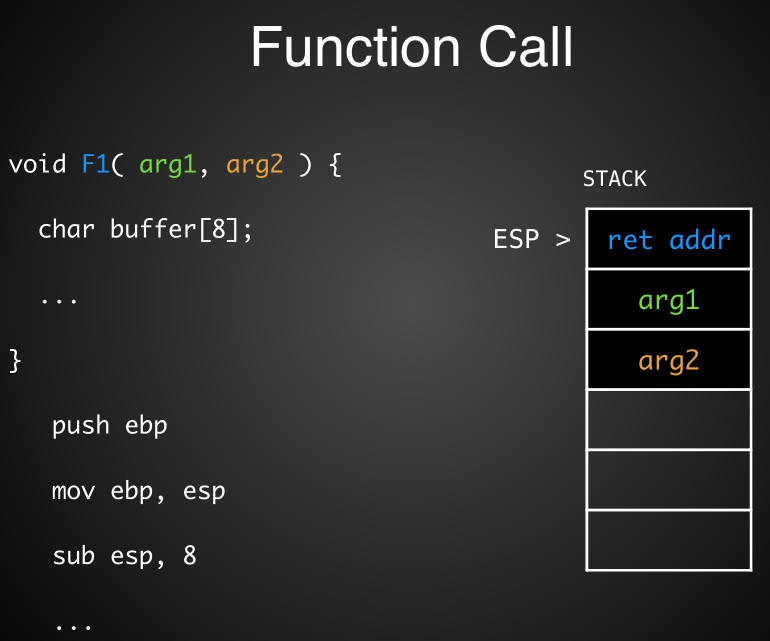 Function Call
void F1( arg1, arg2 ) {
char buffer[8];
...
}
push ebp
mov ebp, esp
sub esp, 8
...
STACK
ESP > ret addr
arg1
arg2